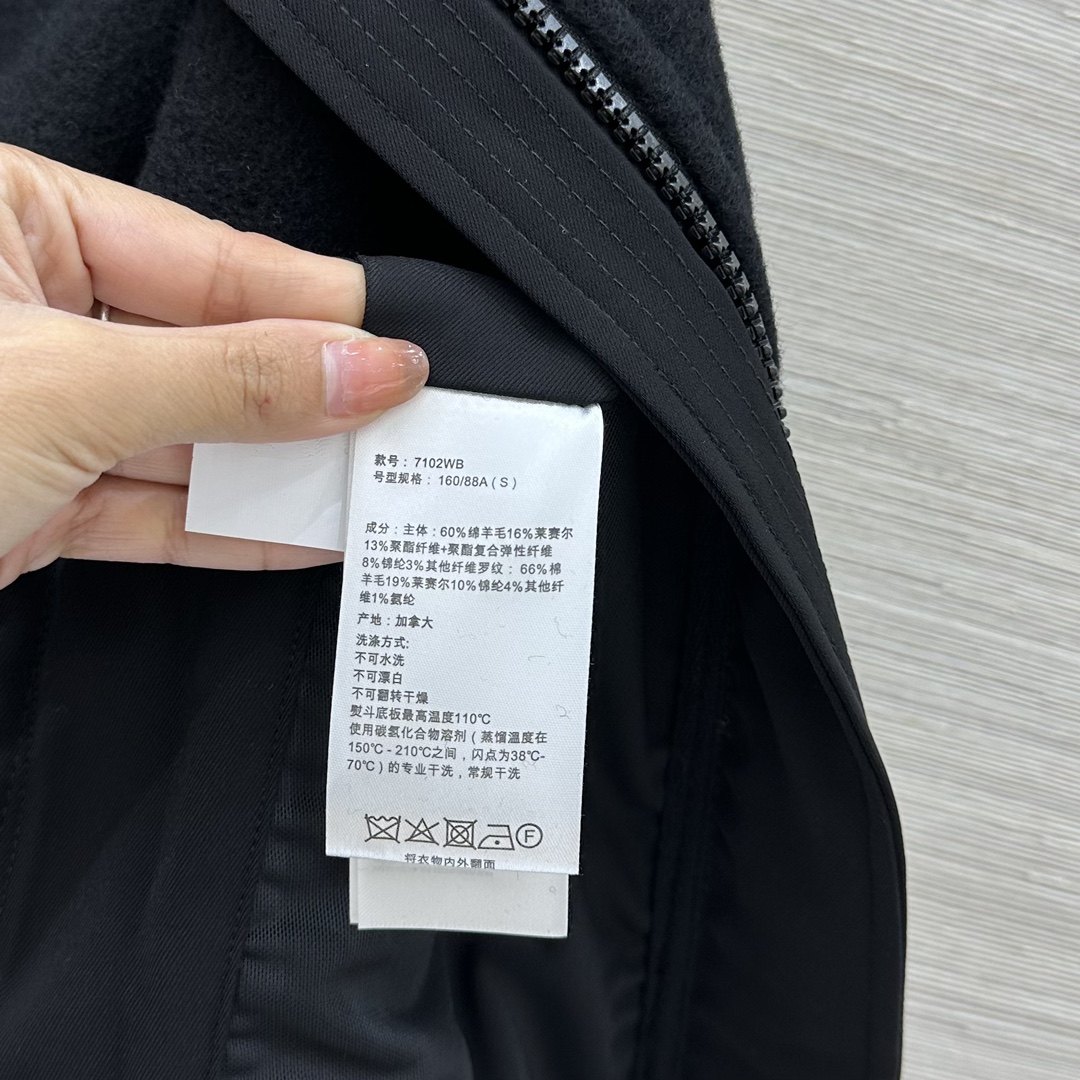 款号：7102WB
号型规格：160/88A（S）
成分：主体：60%绵羊毛16%莱赛尔
13%聚酯纤维+聚酯复合弹性纤维
8%锦纶3%其他纤维罗纹：66%棉
羊毛19%莱赛尔10%锦纶4%其他纤
维1%氨纶
产地：加拿大
洗涤方式:
不可水洗
不可漂白
不可翻转干燥
熨斗底板最高温度110℃
使用碳氢化合物溶剂（蒸馏温度在
150℃ - 210℃之间，闪点为38℃-
70℃）的专业干洗，常规干洗
F
将衣物内外翻面